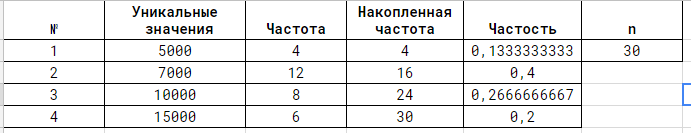 № Уникальные значения Частота Накопленная частота Частость n
1 5000 4 4 0,1333333333 30
2 7000 12 16 0,4
3 10000 8 24 0,2666666667
4 15000 6 30 0,2